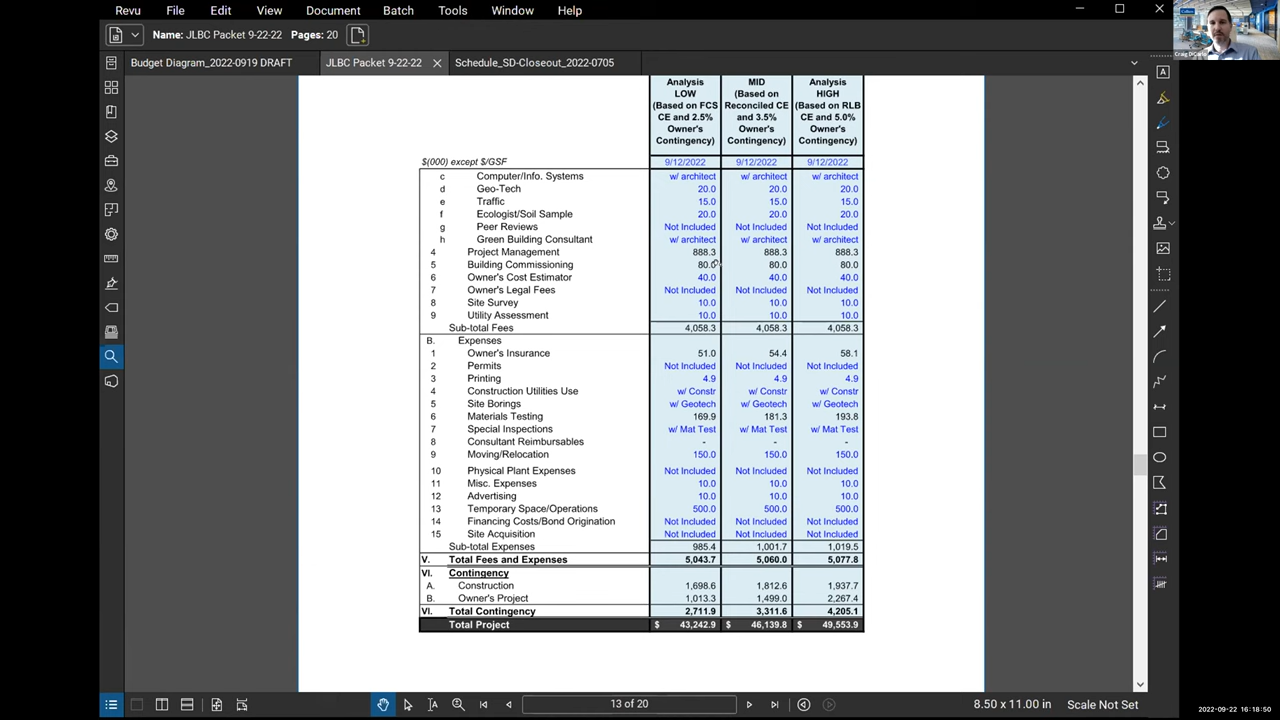 Revu File Edit View Document Batch Tools Window Help
Name: JLBC Packet 9-22-22 Pages: 20
Budget Diagram_2022-0919 DRAFT JLBC Packet 9-22-22 Schedule_SD-Closeout_2022-0705
Analysis LOW (Based on FCS CE and 2.5% Owner's Contingency)
MID (Based on Reconciled CE and 3.5% Owner's Contingency)
Analysis HIGH (Based on RLB CE and 5.0% Owner's Contingency)
$(000) except $/GSF 9/12/2022 9/12/2022 9/12/2022
c Computer/Info. Systems w/ architect w/ architect w/ architect
d Geo-Tech 20.0 20.0 20.0
e Traffic 15.0 15.0 15.0
f Ecologist/Soil Sample 20.0 20.0 20.0
g Peer Reviews Not Included Not Included Not Included
h Green Building Consultant w/ architect w/ architect w/ architect
4 Project Management 888.3 888.3 888.3
5 Building Commissioning 80.0 80.0 80.0
6 Owner's Cost Estimator 40.0 40.0 40.0
7 Owner's Legal Fees Not Included Not Included Not Included
8 Site Survey 10.0 10.0 10.0
9 Utility Assessment 10.0 10.0 10.0
Sub-total Fees 4,058.3 4,058.3 4,058.3
B. Expenses
1 Owner's Insurance 51.0 54.4 58.1
2 Permits Not Included Not Included Not Included
3 Printing 4.9 4.9 4.9
4 Construction Utilities Use w/ Constr w/ Constr w/ Constr
5 Site Borings w/ Geotech w/ Geotech w/ Geotech
6 Materials Testing 169.9 181.3 193.8
7 Special Inspections w/ Mat Test w/ Mat Test w/ Mat Test
8 Consultant Reimbursables - - -
9 Moving/Relocation 150.0 150.0 150.0
10 Physical Plant Expenses Not Included Not Included Not Included
11 Misc. Expenses 10.0 10.0 10.0
12 Advertising 10.0 10.0 10.0
13 Temporary Space/Operations 500.0 500.0 500.0
14 Financing Costs/Bond Origination Not Included Not Included Not Included
15 Site Acquisition Not Included Not Included Not Included
Sub-total Expenses 985.4 1,001.7 1,019.5
V. Total Fees and Expenses 5,043.7 5,060.0 5,077.8
VI. Contingency
A. Construction 1,698.6 1,812.6 1,937.7
B. Owner's Project 1,013.3 1,499.0 2,267.4
VI. Total Contingency 2,711.9 3,311.6 4,205.1
Total Project $ 43,242.9 $ 46,139.8 $ 49,553.9
13 of 20 8.50 x 11.00 in Scale Not Set
2022-09-22 16:18:50